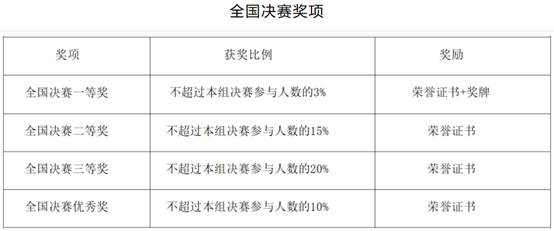 全国决赛奖项
奖项 获奖比例 奖励
全国决赛一等奖 不超过本组决赛参与人数的3% 荣誉证书+奖牌
全国决赛二等奖 不超过本组决赛参与人数的15% 荣誉证书
全国决赛三等奖 不超过本组决赛参与人数的20% 荣誉证书
全国决赛优秀奖 不超过本组决赛参与人数的10% 荣誉证书